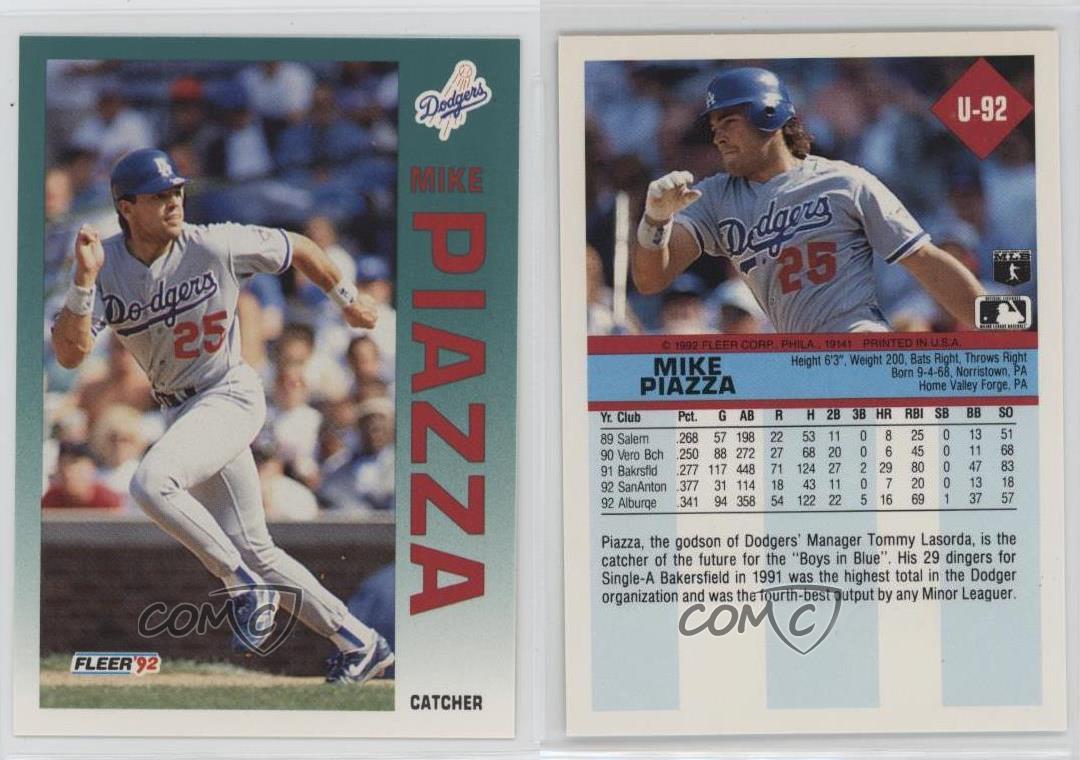 Dodgers
MIKE
PIAZZA
Dodgers
25
COMC
FLEER '92
CATCHER
U-92
Dodgers
25
MLB
© 1992 FLEER CORP., PHILA., 19141 PRINTED IN U.S.A.
MIKE
PIAZZA
Height 6'3", Weight 200, Bats Right, Throws Right
Born 9-4-68, Norristown, PA
Home Valley Forge, PA
Yr. Club Pct. G AB R H 2B 3B HR RBI SB BB SO
89 Salem .268 57 198 22 53 11 0 8 25 0 13 51
90 Vero Bch .250 88 272 27 68 20 0 6 45 0 11 68
91 Bakrsfld .277 117 448 71 124 27 2 29 80 0 47 83
92 SanAnton .377 31 114 18 43 11 0 7 20 0 13 18
92 Alburqe .341 94 358 54 122 22 5 16 69 1 37 57
Piazza, the godson of Dodgers' Manager Tommy Lasorda, is the
catcher of the future for the "Boys in Blue". His 29 dingers for
Single-A Bakersfield in 1991 was the highest total in the Dodger
organization and was the fourth-best output by any Minor Leaguer.
COMC